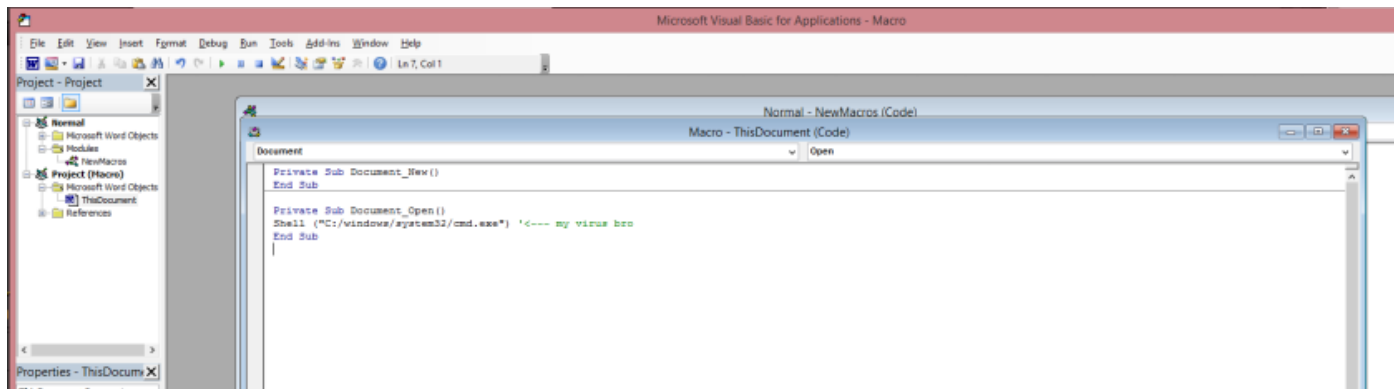 Microsoft Visual Basic for Applications - Macro
File Edit View Insert Format Debug Run Tools Add-Ins Window Help
Ln 7, Col 1
Project - Project
Normal
Microsoft Word Objects
Modules
NewMacros
Project (Macro)
Microsoft Word Objects
ThisDocument
References
Properties - ThisDocum
Normal - NewMacros (Code)
Macro - ThisDocument (Code)
Document Open
Private Sub Document_New()
End Sub
Private Sub Document_Open()
Shell ("C:/windows/system32/cmd.exe") '<--- my virus bro
End Sub